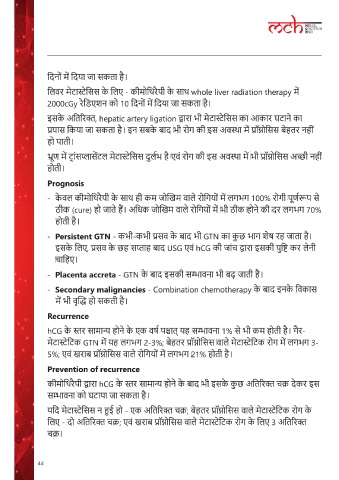 mch
दिनों में दिया जा सकता है।
लिवर मेटास्टेसिस के लिए - कीमोथिरैपी के साथ whole liver radiation therapy में
2000cGy रैडिएशन को 10 दिनों में दिया जा सकता है।
इसके अतिरिक्त, hepatic artery ligation द्वारा भी मेटास्टेसिस का आकार घटाने का
प्रयास किया जा सकता है। इन सबके बाद भी रोग की इस अवस्था में प्रॉग्नोसिस बेहतर नहीं
हो पाती।
भ्रूण में ट्रांसप्लासेंटल मेटास्टेसिस दुर्लभ है एवं रोग की इस अवस्था में भी प्रॉग्नोसिस अच्छी नहीं
होती।
Prognosis
- केवल कीमोथिरैपी के साथ ही कम जोखिम वाले रोगियों में लगभग 100% रोगी पूर्णरूप से
ठीक (cure) हो जाते हैं। अधिक जोखिम वाले रोगियों में भी ठीक होने की दर लगभग 70%
होती है।
- Persistent GTN - कभी-कभी प्रसव के बाद भी GTN का कुछ भाग शेष रह जाता है।
इसके लिए, प्रसव के छह सप्ताह बाद USG एवं hCG की जांच द्वारा इसकी पुष्टि कर लेनी
चाहिए।
- Placenta accreta - GTN के बाद इसकी सम्भावना भी बढ़ जाती है।
- Secondary malignancies - Combination chemotherapy के बाद इनके विकास
में भी वृद्धि हो सकती है।
Recurrence
hCG के स्तर सामान्य होने के एक वर्ष पश्चात् यह सम्भावना 1% से भी कम होती है। गैर-
मेटास्टेटिक GTN में यह लगभग 2-3%; बेहतर प्रॉग्नोसिस वाले मेटास्टेटिक रोग में लगभग 3-
5%; एवं खराब प्रॉग्नोसिस वाले रोगियों में लगभग 21% होती है।
Prevention of recurrence
कीमोथिरैपी द्वारा hCG के स्तर सामान्य होने के बाद भी इसके कुछ अतिरिक्त चक्र देकर इस
सम्भावना को घटाया जा सकता है।
यदि मेटास्टेसिस न हुई हो - एक अतिरिक्त चक्र; बेहतर प्रॉग्नोसिस वाले मेटास्टेटिक रोग के
लिए - दो अतिरिक्त चक्र; एवं खराब प्रॉग्नोसिस वाले मेटास्टेटिक रोग के लिए 3 अतिरिक्त
चक्र।
44